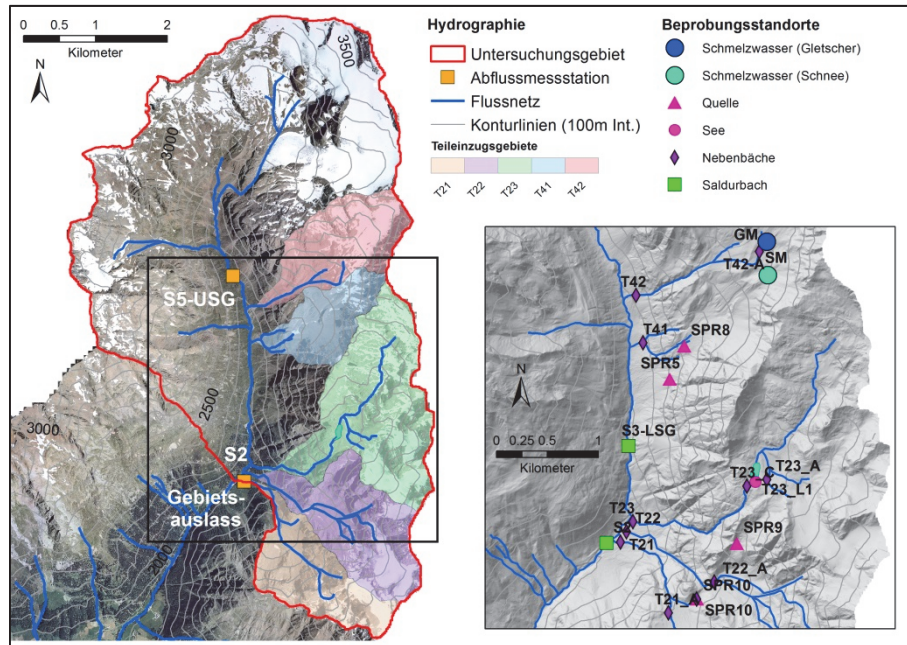 0 0.5 1 2
Kilometer
N
3500
3000
S5-USG
2500
3000
S2
Gebiets-
auslass
2000
Hydrographie
Untersuchungsgebiet
Abflussmessstation
Flussnetz
Konturlinien (100m Int.)
Teileinzugsgebiete
T21
T22
T23
T41
T42
Beprobungsstandorte
Schmelzwasser (Gletscher)
Schmelzwasser (Schnee)
Quelle
See
Nebenbäche
Saldurbach
GM
SM
T42-A
T42
T41
SPR8
SPR5
N
S3-LSG
0 0.25 0.5 1
Kilometer
T23_A
T23_L1
T23
T22
S2
T21
SPR9
T22_A
SPR10
T21_A
SPR10